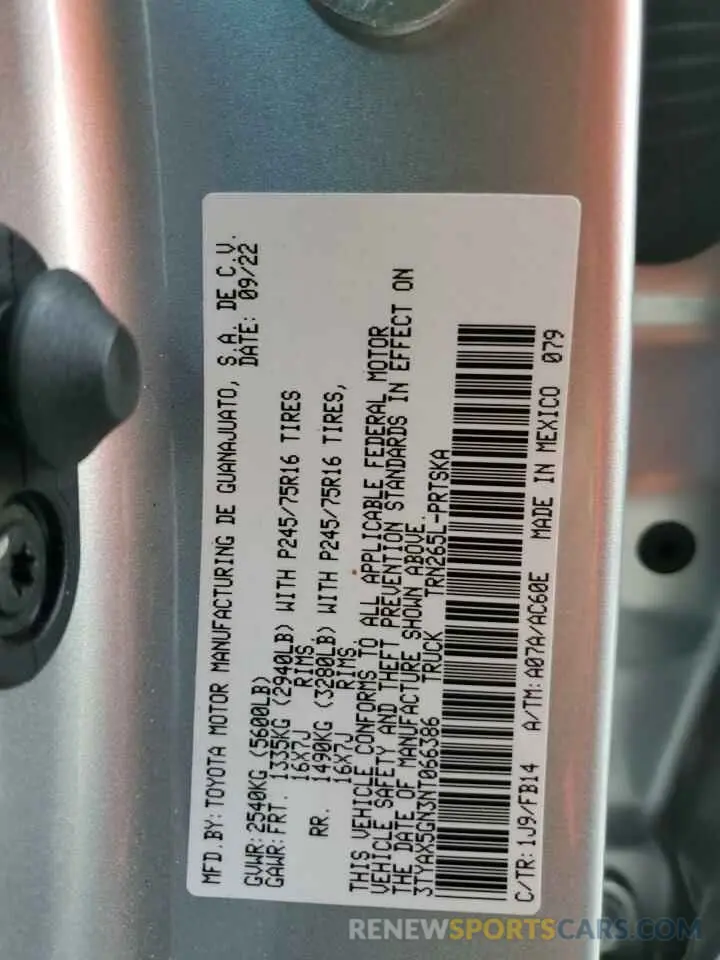 MFD.BY: TOYOTA MOTOR MANUFACTURING DE GUANAJUATO, S.A. DE C.V.
DATE: 09/22
GVWR: 2540KG (5600LB)
GAWR: FRT. 1335KG (2940LB) WITH P245/75R16 TIRES
16X7J RIMS,
RR. 1490KG (3280LB) WITH P245/75R16 TIRES,
16X7J RIMS
THIS VEHICLE CONFORMS TO ALL APPLICABLE FEDERAL MOTOR
VEHICLE SAFETY AND THEFT PREVENTION STANDARDS IN EFFECT ON
THE DATE OF MANUFACTURE SHOWN ABOVE.
3TYAX5GN3NT066386 TRUCK TRN265L-PRTSKA
C/TR: 1J9/FB14 A/TM: A07A/AC60E MADE IN MEXICO 079
RENEWSPORTSCARS.COM